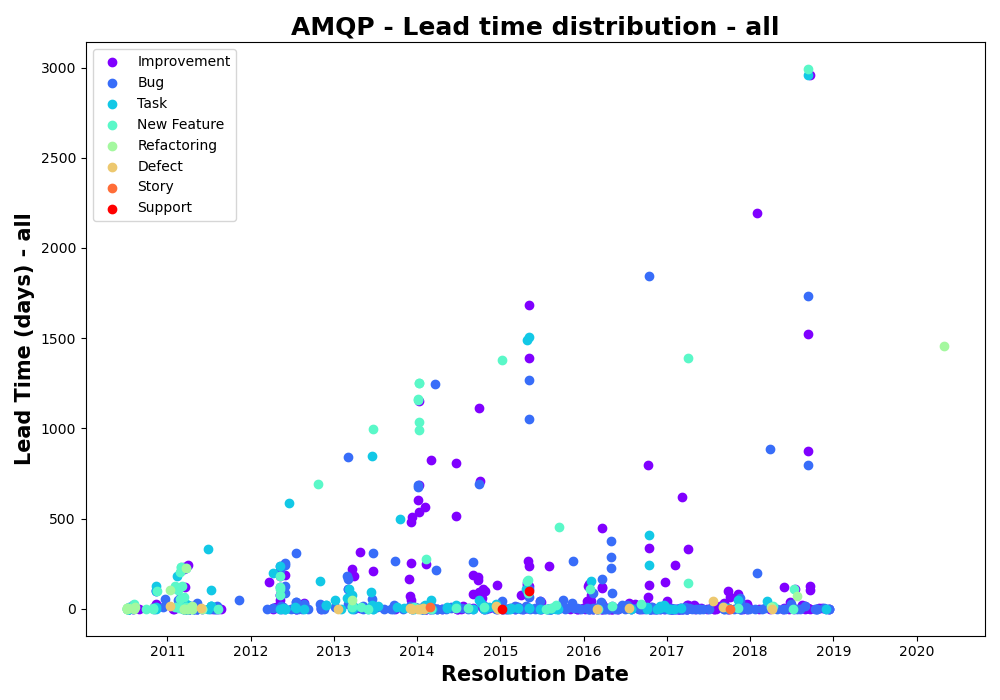 AMQP - Lead time distribution - all
Lead Time (days) - all
3000
2500
2000
1500
1000
500
0
Improvement
Bug
Task
New Feature
Refactoring
Defect
Story
Support
2011 2012 2013 2014 2015 2016 2017 2018 2019 2020
Resolution Date